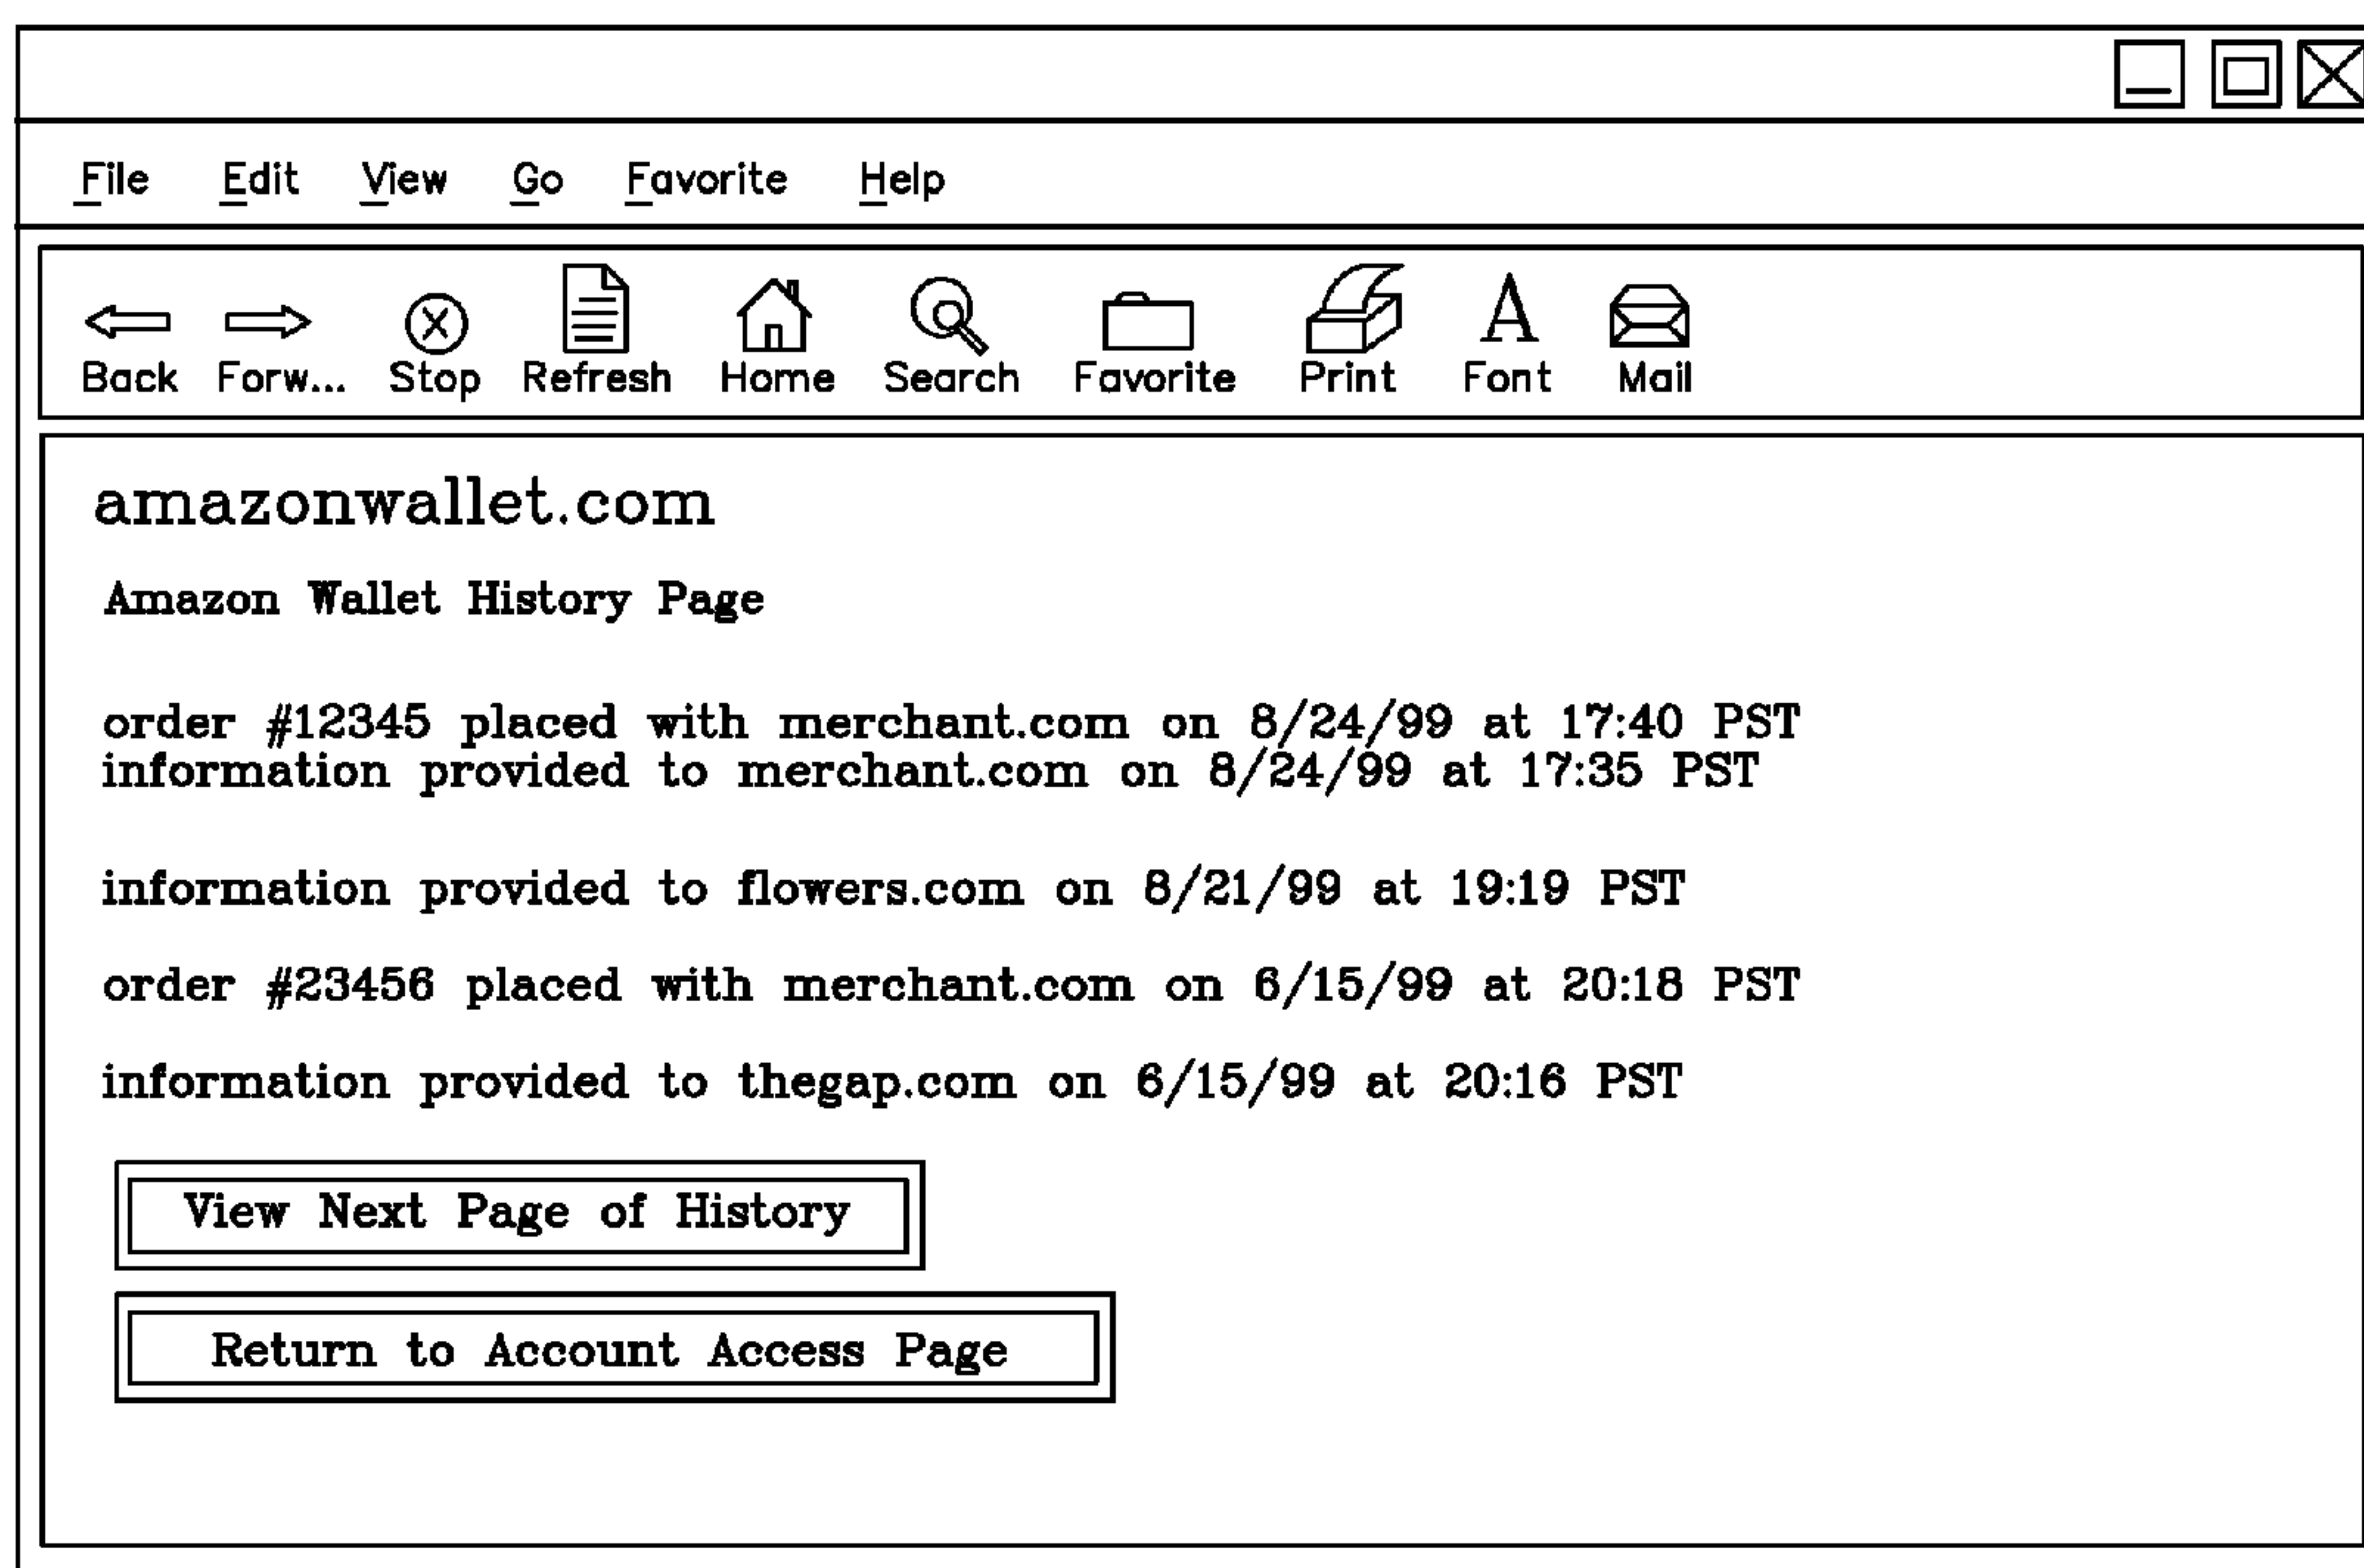 File Edit View Go Favorite Help
Back Forw... Stop Refresh Home Search Favorite Print Font Mail
amazonwallet.com
Amazon Wallet History Page
order #12345 placed with merchant.com on 8/24/99 at 17:40 PST
information provided to merchant.com on 8/24/99 at 17:35 PST
information provided to flowers.com on 8/21/99 at 19:19 PST
order #23456 placed with merchant.com on 6/15/99 at 20:18 PST
information provided to thegap.com on 6/15/99 at 20:16 PST
View Next Page of History
Return to Account Access Page